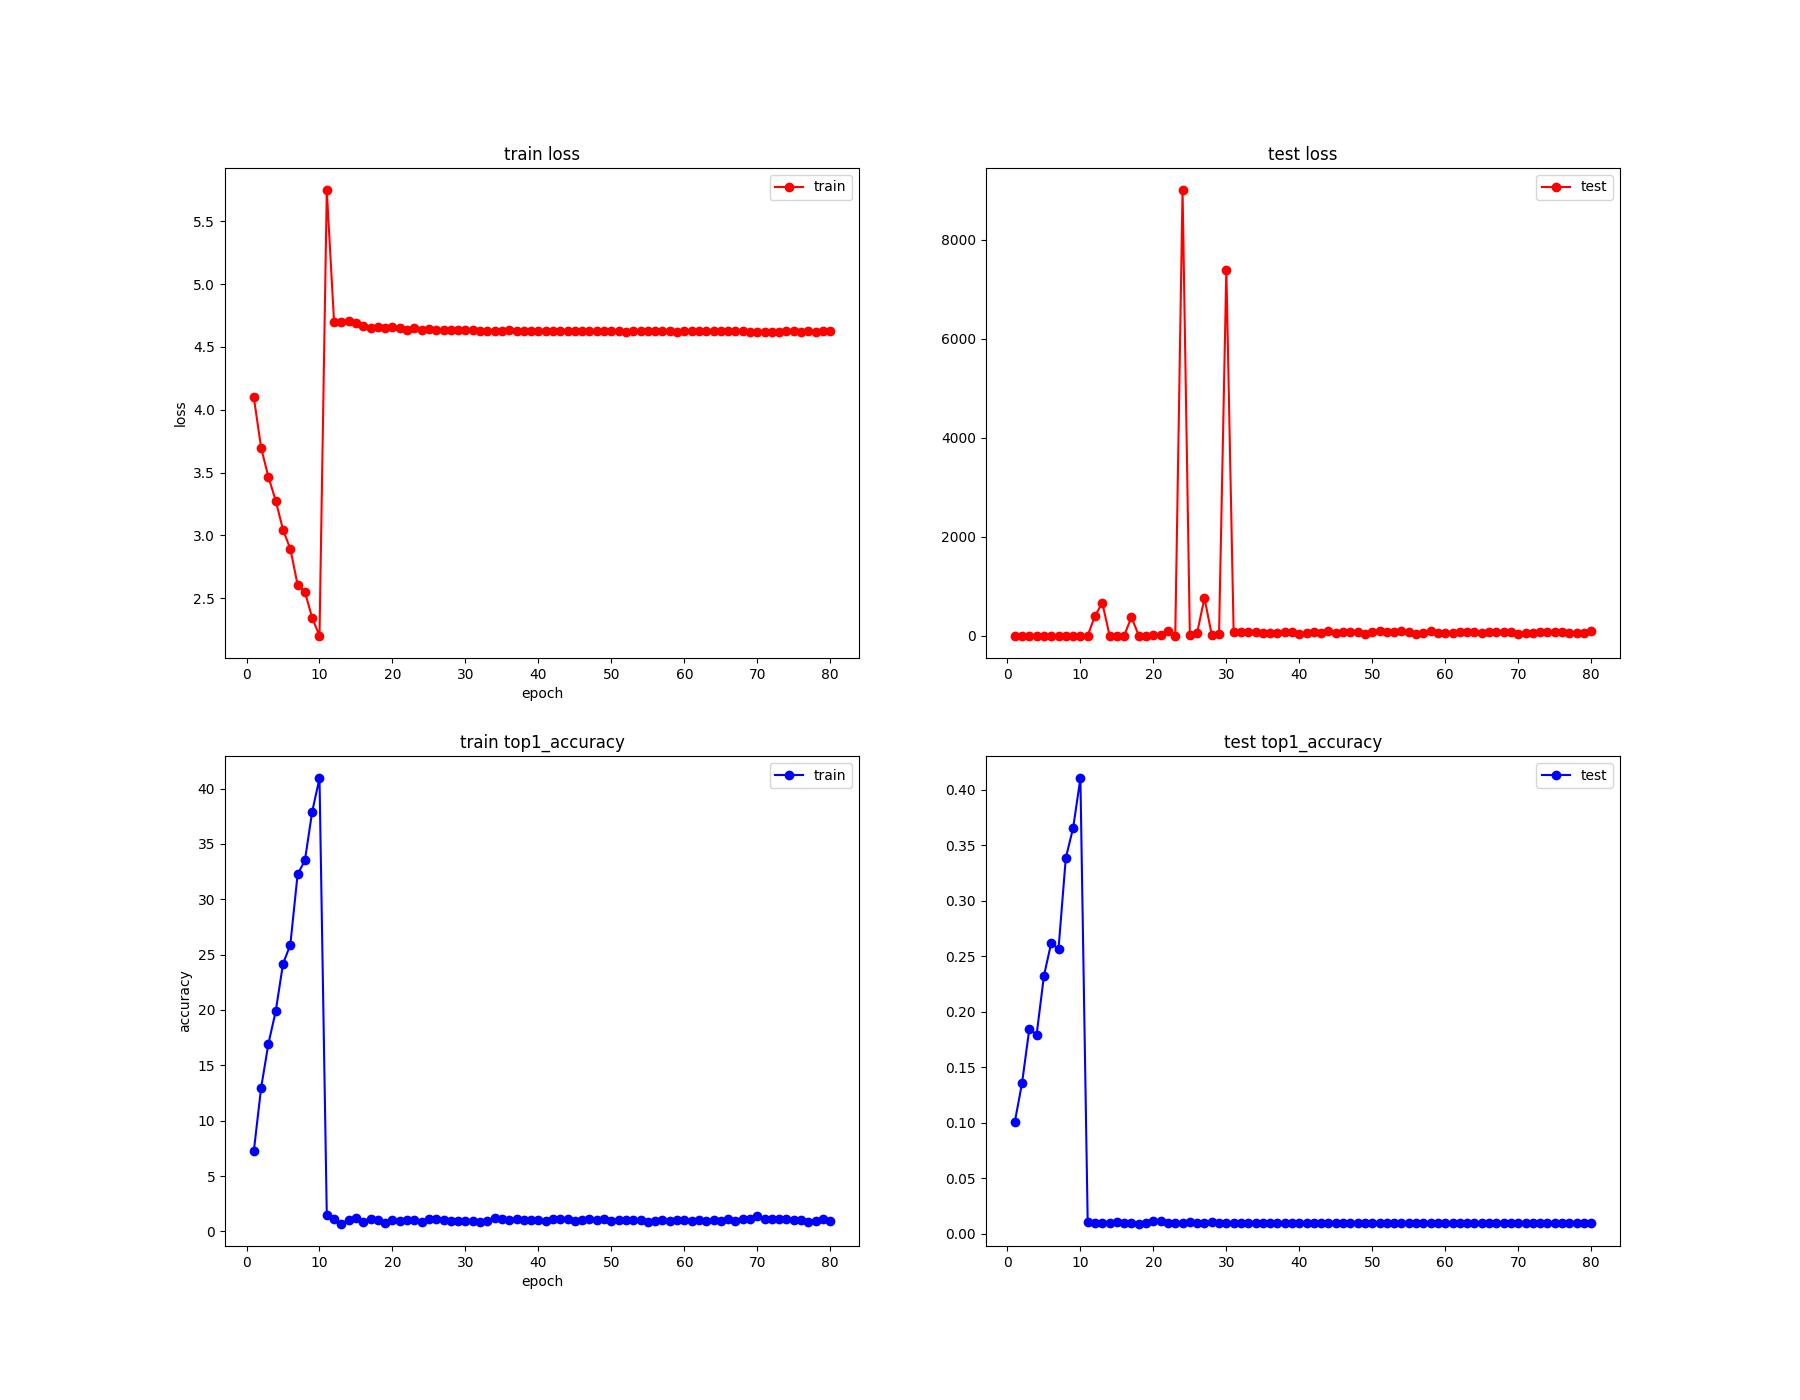 train loss
train
5.5
5.0
4.5
4.0
3.5
3.0
2.5
loss
0 10 20 30 40 50 60 70 80
epoch
test loss
test
8000
6000
4000
2000
0
0 10 20 30 40 50 60 70 80
train top1_accuracy
train
40
35
30
25
20
15
10
5
0
accuracy
0 10 20 30 40 50 60 70 80
epoch
test top1_accuracy
test
0.40
0.35
0.30
0.25
0.20
0.15
0.10
0.05
0.00
0 10 20 30 40 50 60 70 80